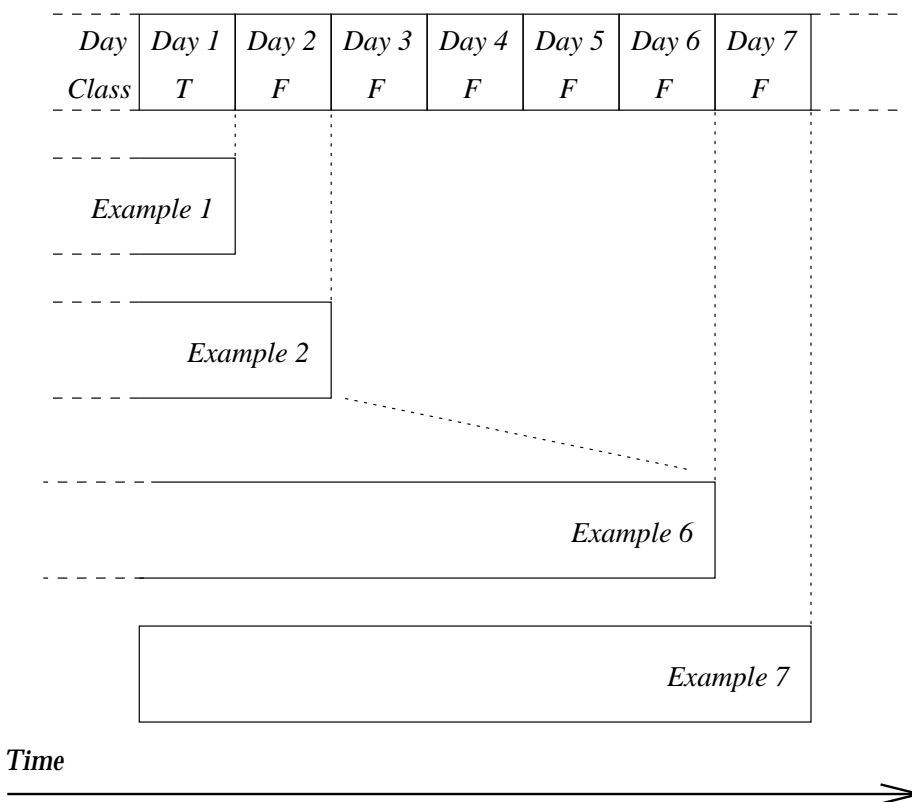 Day Day 1 Day 2 Day 3 Day 4 Day 5 Day 6 Day 7
Class T F F F F F F
Example 1
Example 2
Example 6
Example 7
Time